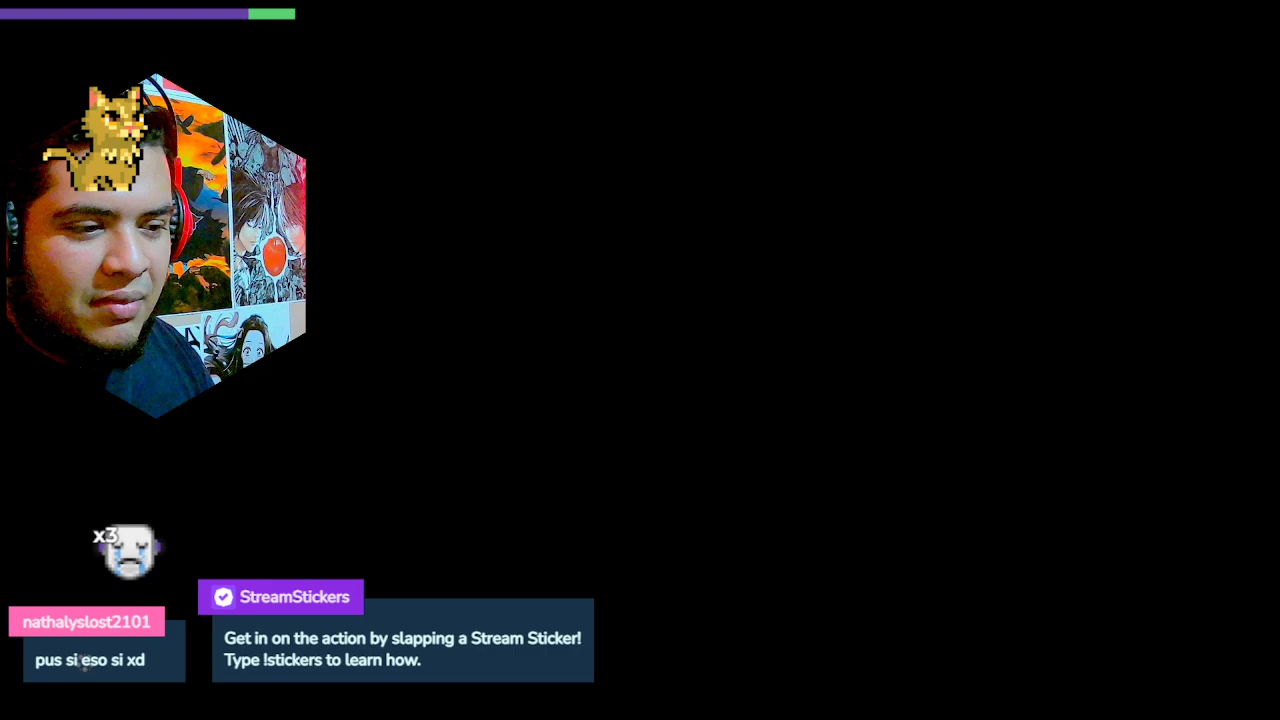 x3
StreamStickers
nathalyslost2101
Get in on the action by slapping a Stream Sticker!
Type !stickers to learn how.
pus si eso si xd